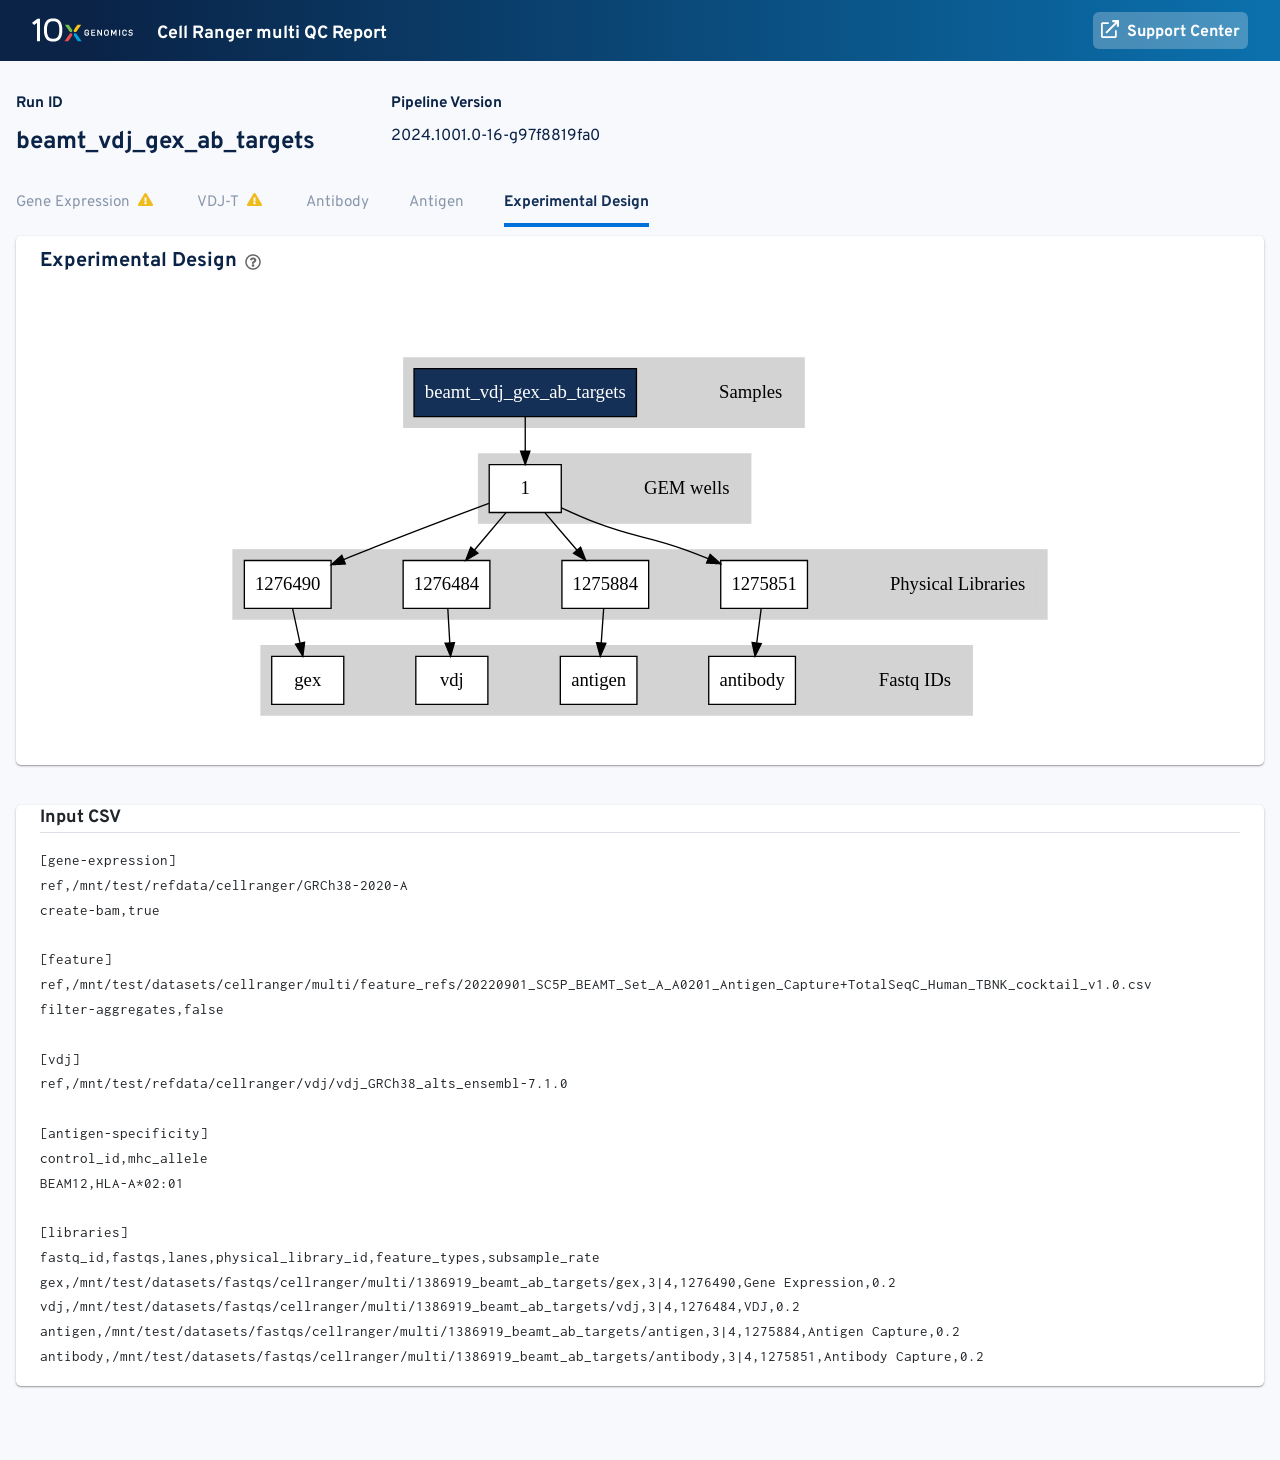 10x GENOMICS Cell Ranger multi QC Report Support Center
Run ID Pipeline Version
beamt_vdj_gex_ab_targets 2024.1001.0-16-g97f8819fa0
Gene Expression VDJ-T Antibody Antigen Experimental Design
Experimental Design ?
beamt_vdj_gex_ab_targets Samples
1 GEM wells
1276490 1276484 1275884 1275851 Physical Libraries
gex vdj antigen antibody Fastq IDs
Input CSV
[gene-expression]
ref,/mnt/test/refdata/cellranger/GRCh38-2020-A
create-bam,true
[feature]
ref,/mnt/test/datasets/cellranger/multi/feature_refs/20220901_SC5P_BEAMT_Set_A_A0201_Antigen_Capture+TotalSeqC_Human_TBNK_cocktail_v1.0.csv
filter-aggregates,false
[vdj]
ref,/mnt/test/refdata/cellranger/vdj/vdj_GRCh38_alts_ensembl-7.1.0
[antigen-specificity]
control_id,mhc_allele
BEAM12,HLA-A*02:01
[libraries]
fastq_id,fastqs,lanes,physical_library_id,feature_types,subsample_rate
gex,/mnt/test/datasets/fastqs/cellranger/multi/1386919_beamt_ab_targets/gex,3|4,1276490,Gene Expression,0.2
vdj,/mnt/test/datasets/fastqs/cellranger/multi/1386919_beamt_ab_targets/vdj,3|4,1276484,VDJ,0.2
antigen,/mnt/test/datasets/fastqs/cellranger/multi/1386919_beamt_ab_targets/antigen,3|4,1275884,Antigen Capture,0.2
antibody,/mnt/test/datasets/fastqs/cellranger/multi/1386919_beamt_ab_targets/antibody,3|4,1275851,Antibody Capture,0.2